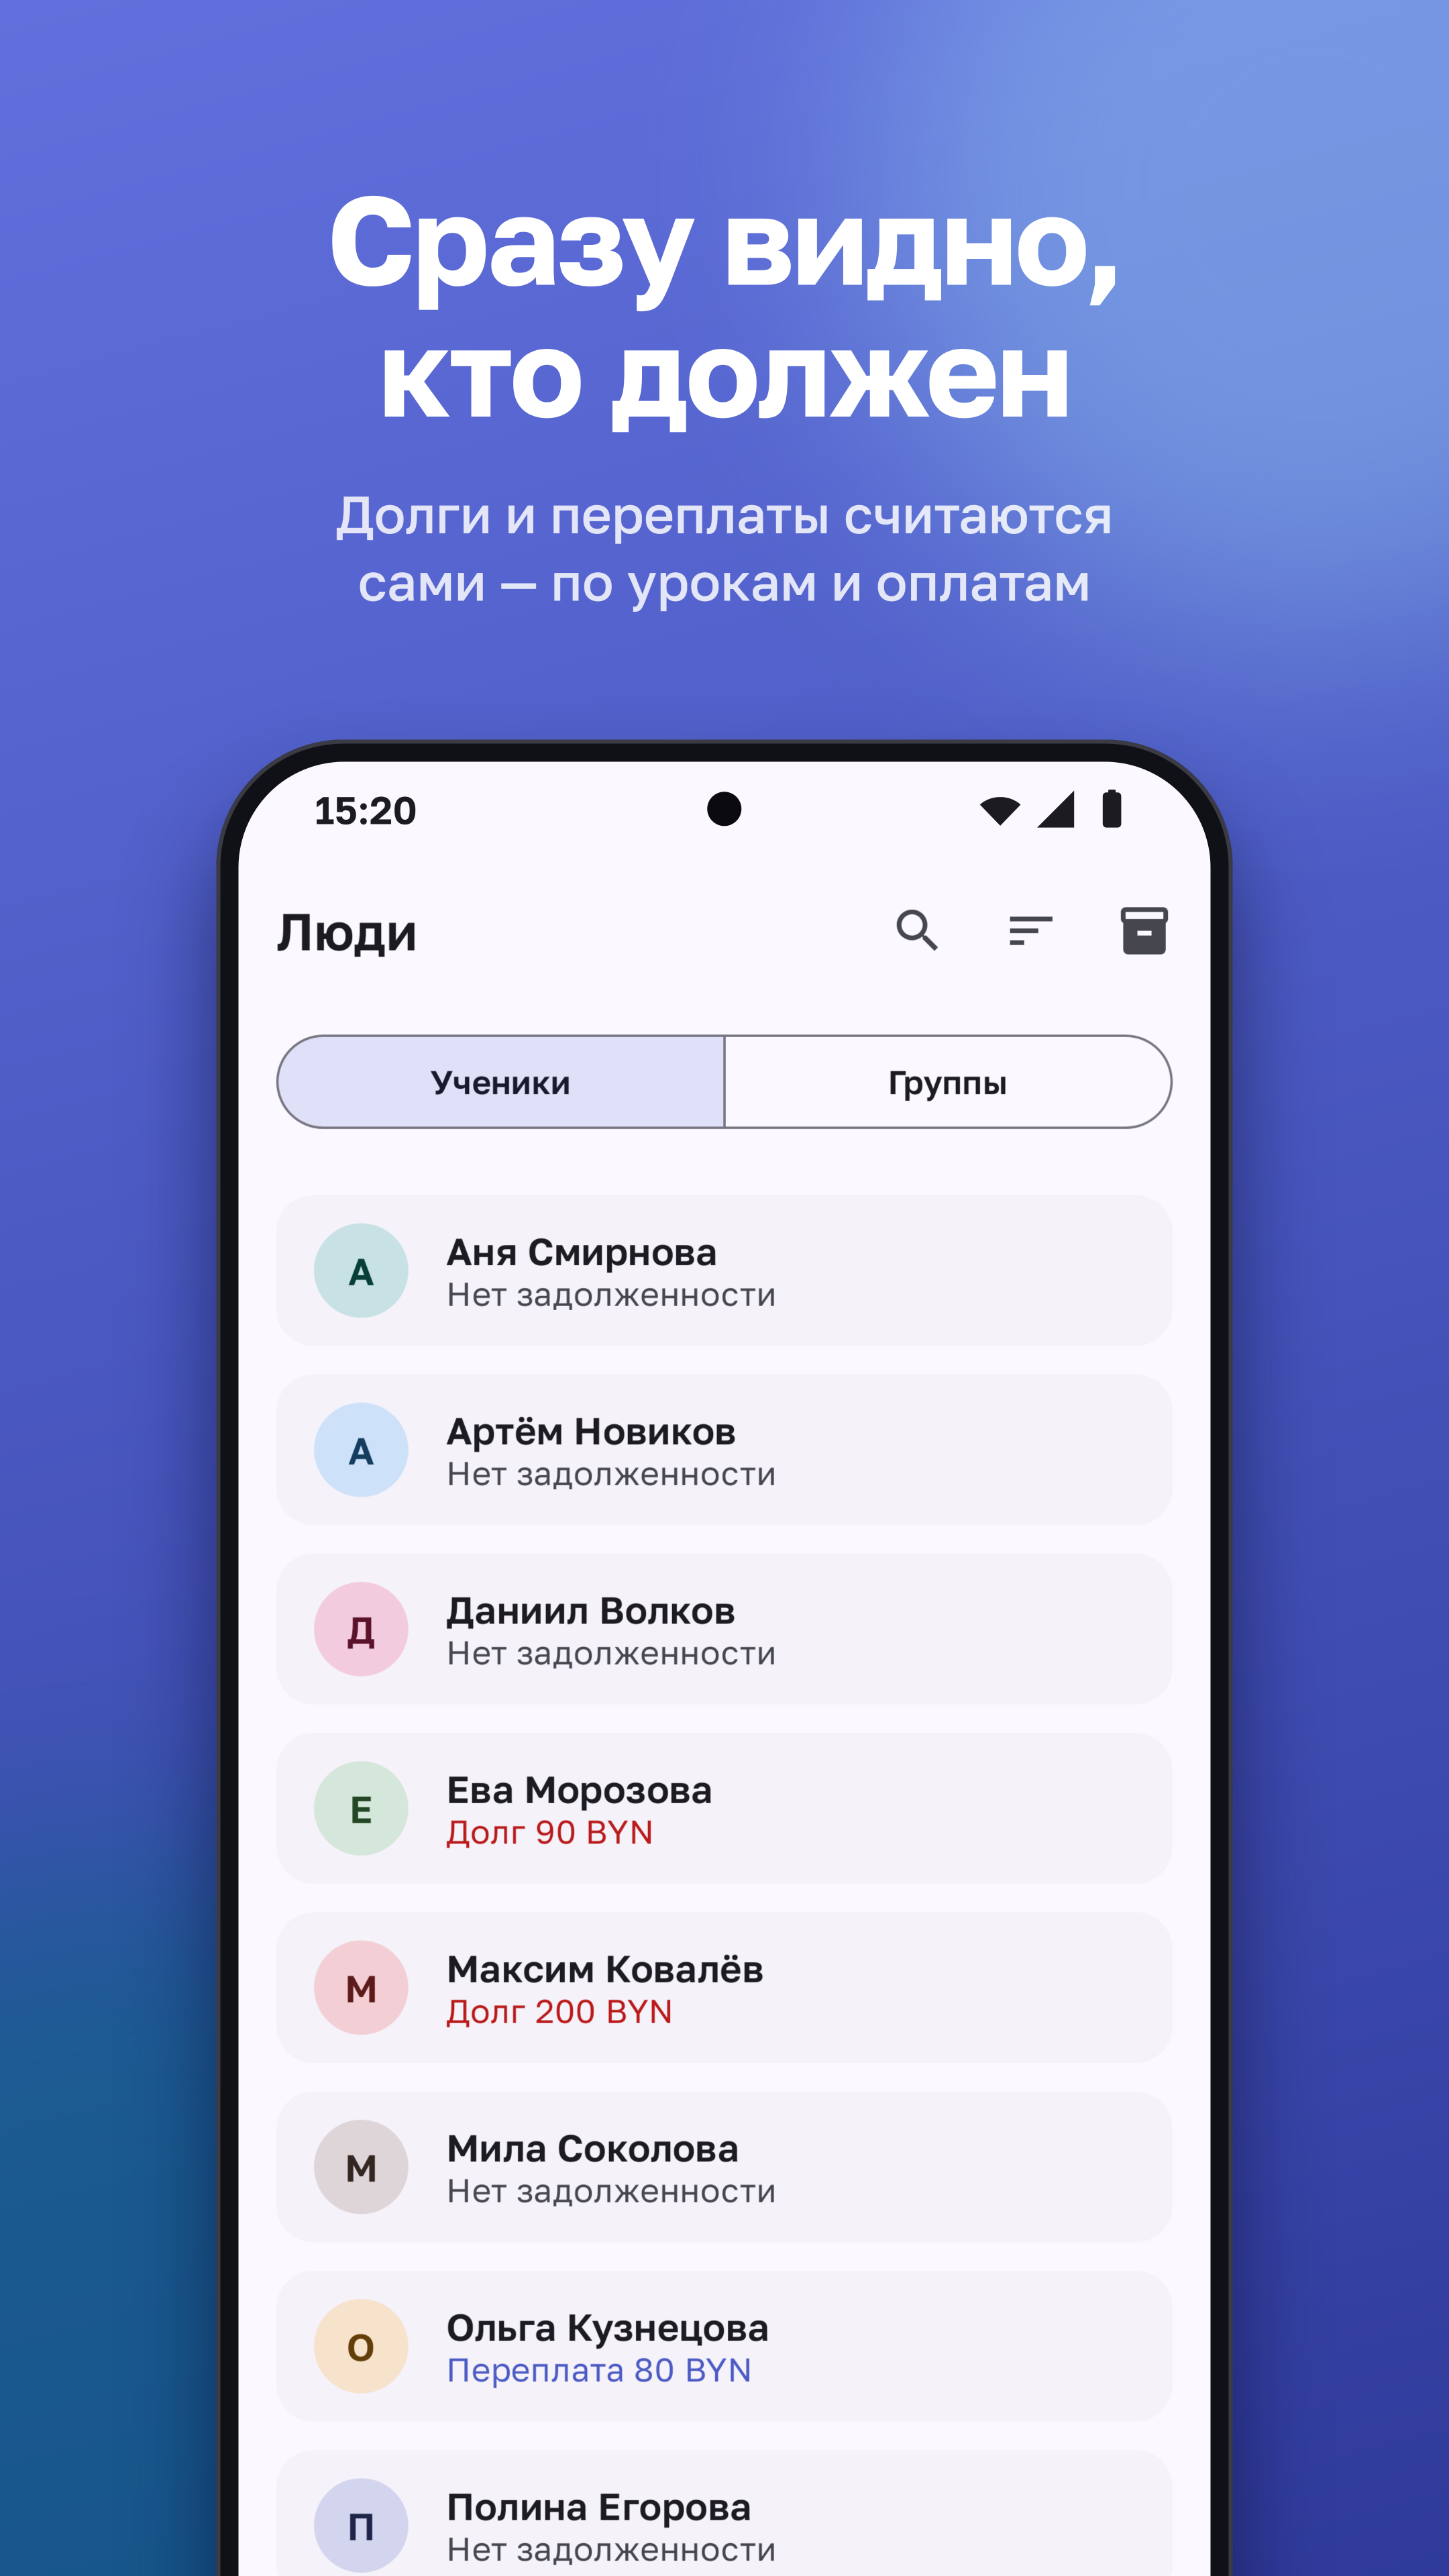 Сразу видно,
кто должен
Долги и переплаты считаются
сами — по урокам и оплатам
15:20
Люди
Ученики
Группы
А
Аня Смирнова
Нет задолженности
А
Артём Новиков
Нет задолженности
Д
Даниил Волков
Нет задолженности
Е
Ева Морозова
Долг 90 BYN
М
Максим Ковалёв
Долг 200 BYN
М
Мила Соколова
Нет задолженности
О
Ольга Кузнецова
Переплата 80 BYN
П
Полина Егорова
Нет задолженности